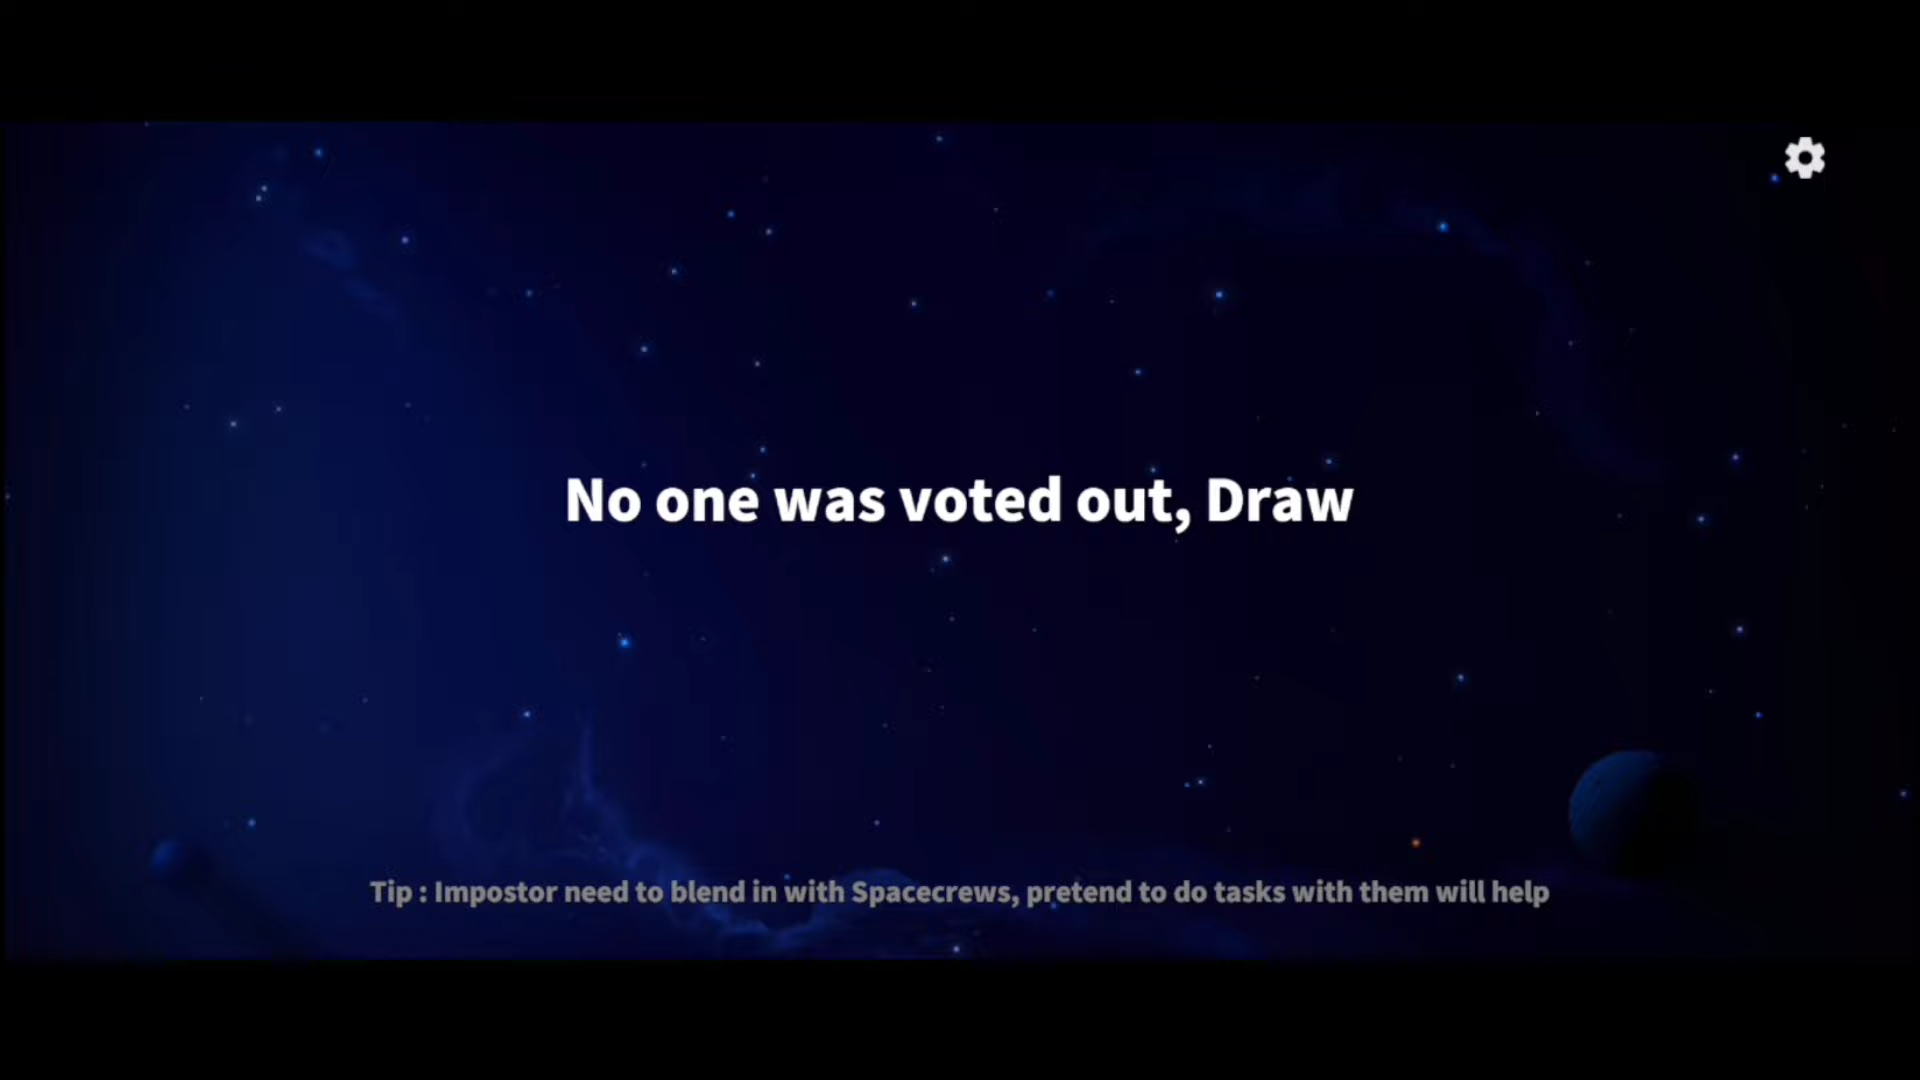 No one was voted out, Draw
Tip : Impostor need to blend in with Spacecrews, pretend to do tasks with them will help